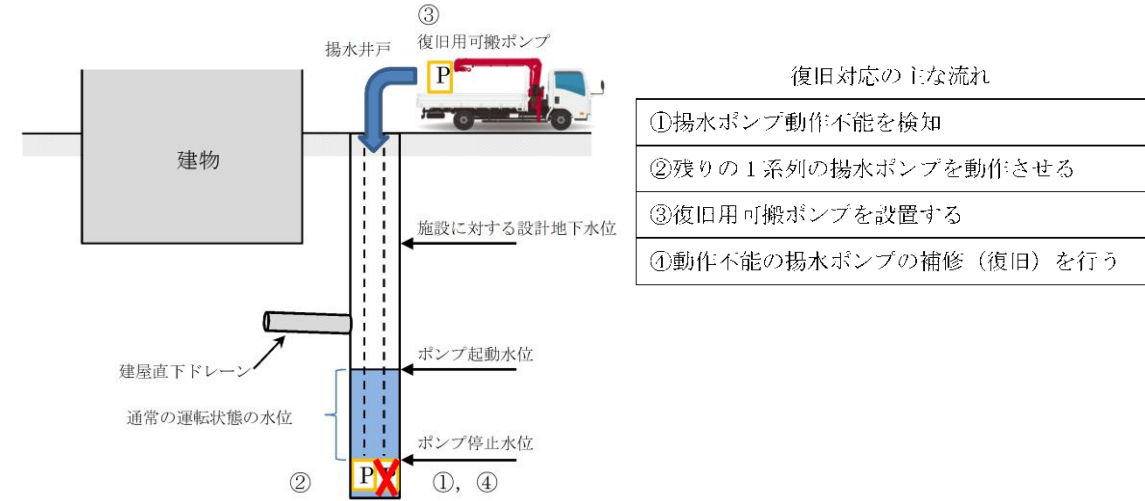 ③
復旧用可搬ポンプ
揚水井戸
P
建物
施設に対する設計地下水位
ポンプ起動水位
建屋直下ドレーン
通常の運転状態の水位
ポンプ停止水位
② P P ①，④
復旧対応の主な流れ
①揚水ポンプ動作不能を検知
②残りの１系列の揚水ポンプを動作させる
③復旧用可搬ポンプを設置する
④動作不能の揚水ポンプの補修（復旧）を行う